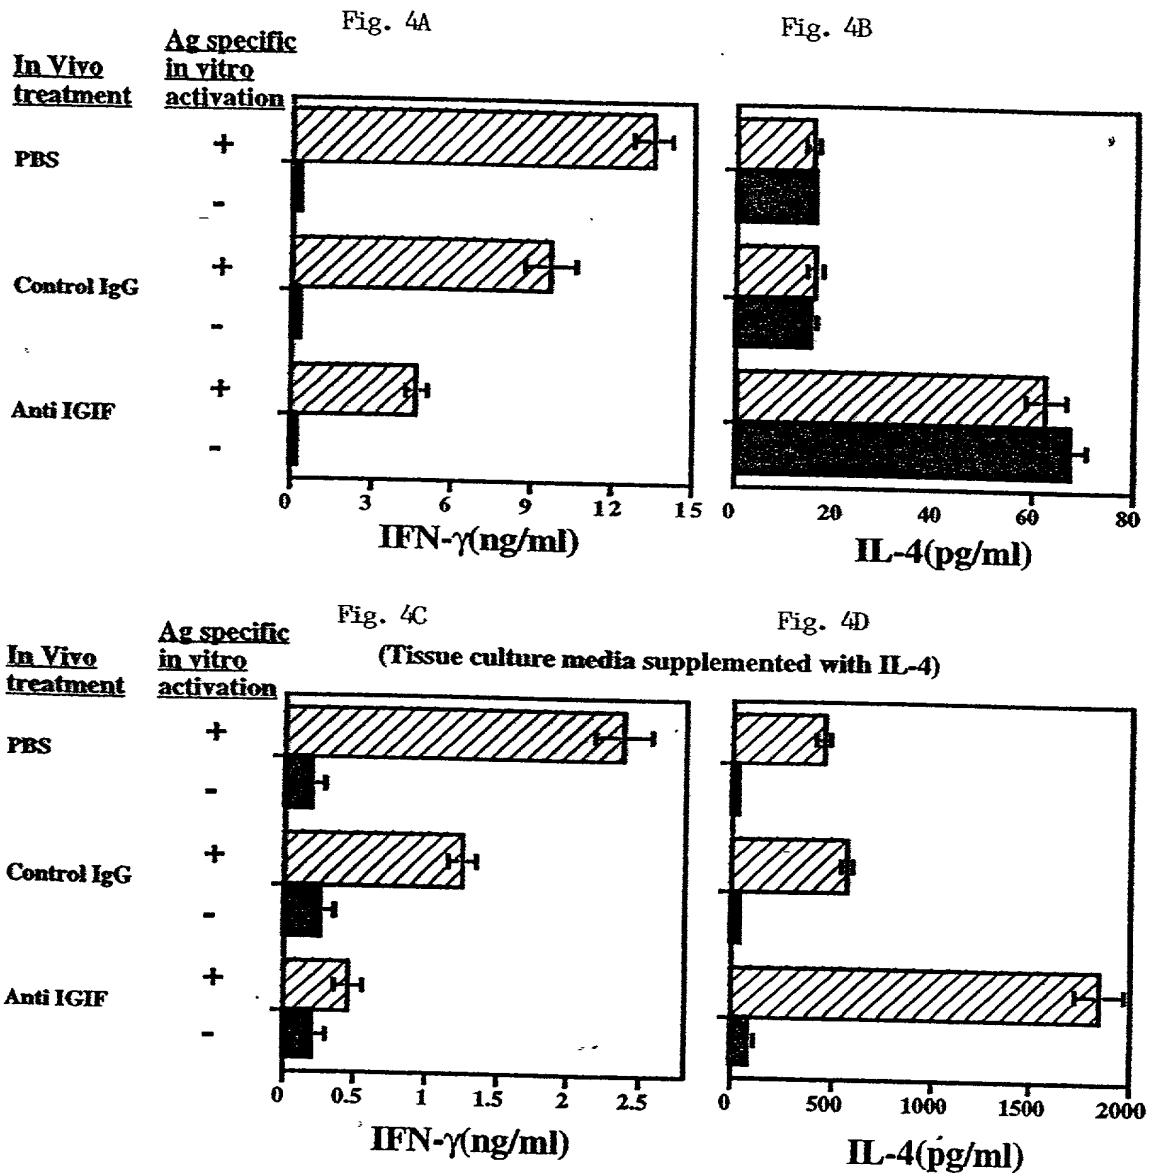 Fig. 4A
Fig. 4B
In Vivo
treatment
Ag specific
in vitro
activation
PBS
+
-
Control IgG
+
-
Anti IGIF
+
-
0 3 6 9 12 15
IFN-γ(ng/ml)
0 20 40 60 80
IL-4(pg/ml)
Fig. 4C
Fig. 4D
(Tissue culture media supplemented with IL-4)
In Vivo
treatment
Ag specific
in vitro
activation
PBS
+
-
Control IgG
+
-
Anti IGIF
+
-
0 0.5 1 1.5 2 2.5
IFN-γ(ng/ml)
0 500 1000 1500 2000
IL-4(pg/ml)